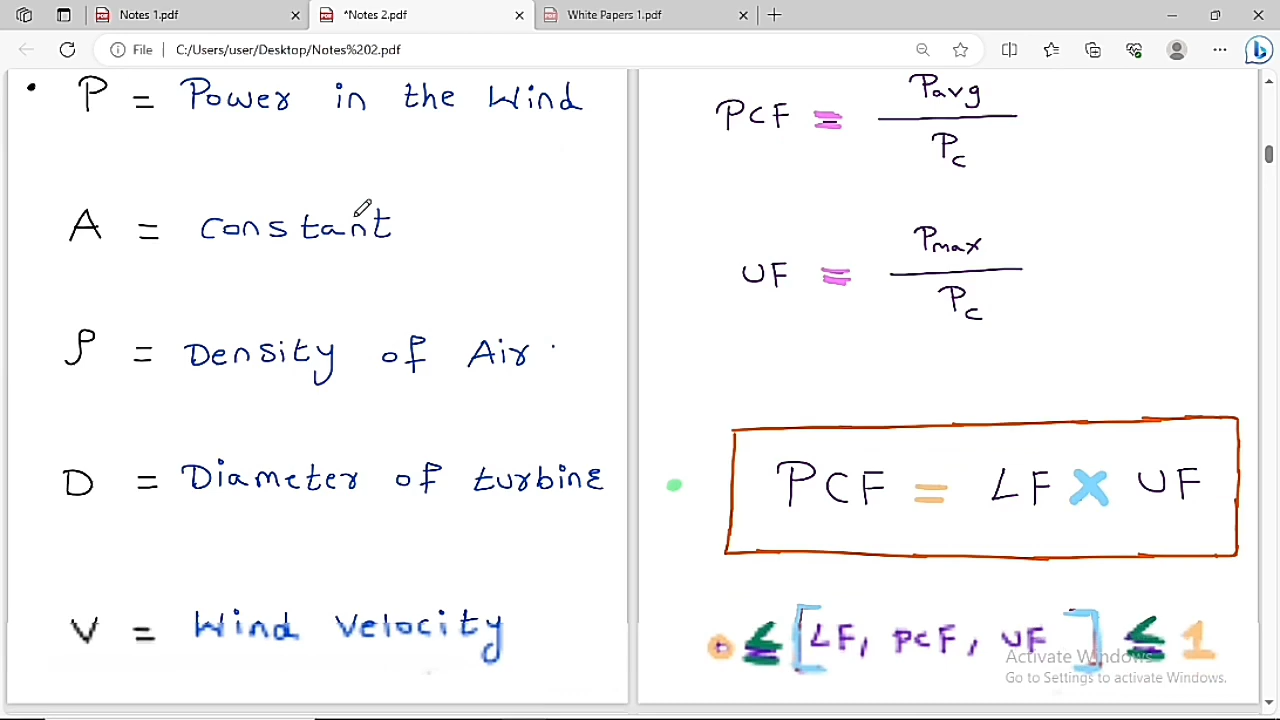 Notes 1.pdf
*Notes 2.pdf
White Papers 1.pdf
File
C:/Users/user/Desktop/Notes%202.pdf
• P = Power in the Wind
A = constant
ρ = Density of Air
D = Diameter of turbine
V = Wind Velocity
PCF = Pavg
Pc
UF = Pmax
Pc
PCF = LF × UF
0 ≤ [LF, PCF, UF] ≤ 1
Activate Windows
Go to Settings to activate Windows.